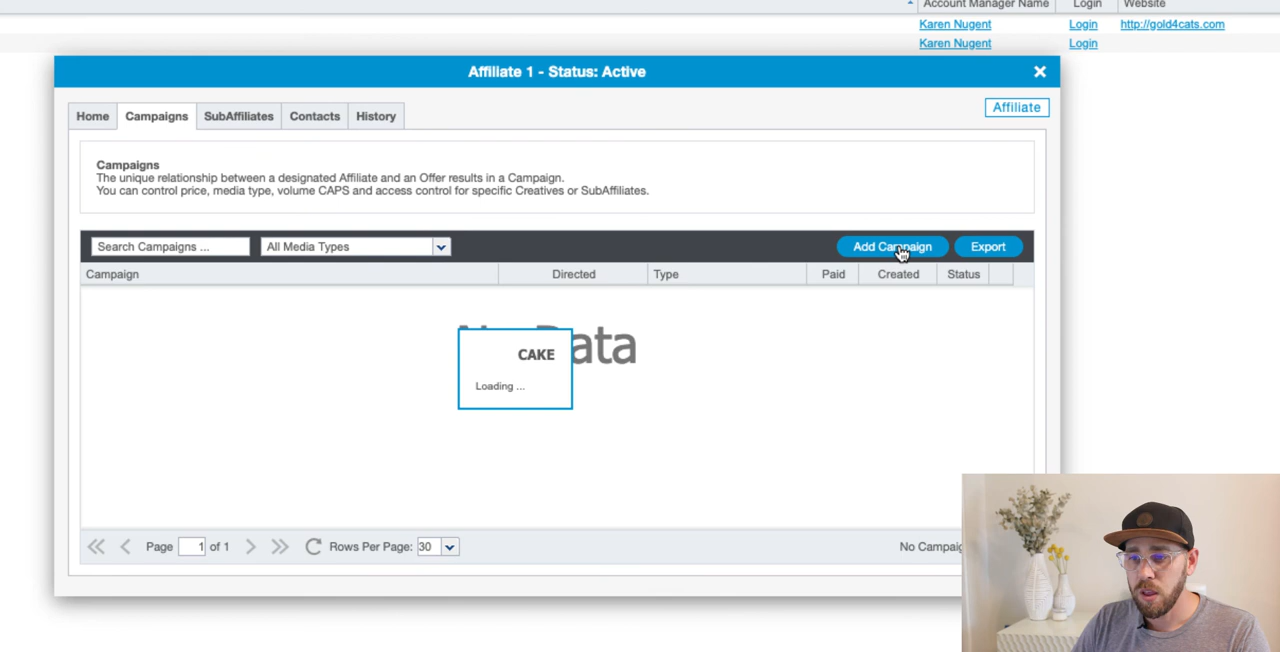 Account Manager Name Login Website
Karen Nugent Login http://gold4cats.com
Karen Nugent Login
Affiliate 1 - Status: Active
Affiliate
Home Campaigns SubAffiliates Contacts History
Campaigns
The unique relationship between a designated Affiliate and an Offer results in a Campaign.
You can control price, media type, volume CAPS and access control for specific Creatives or SubAffiliates.
Search Campaigns ... All Media Types Add Campaign Export
Campaign Directed Type Paid Created Status
Data
CAKE
Loading ...
Page 1 of 1 Rows Per Page: 30 No